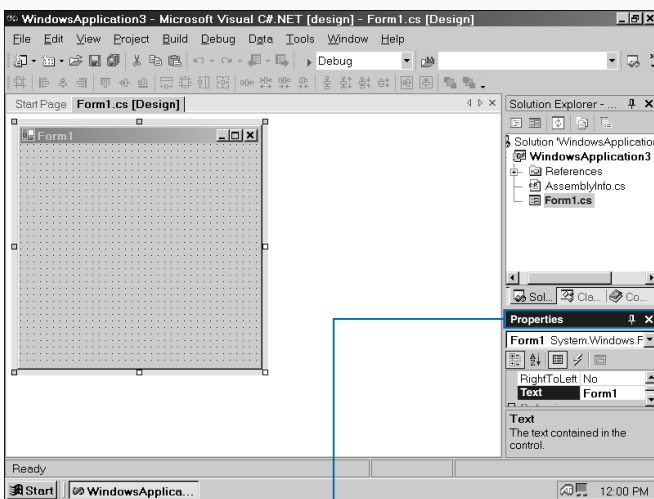 WindowsApplication3 - Microsoft Visual C#.NET [design] - Form1.cs [Design]
File Edit View Project Build Debug Data Tools Window Help
Debug
Start Page Form1.cs [Design]
Form1
Solution Explorer - ...
Solution 'WindowsApplication
WindowsApplication3
References
AssemblyInfo.cs
Form1.cs
Sol... Cla... Co...
Properties
Form1 System.Windows.F
RightToLeft No
Text Form1
Text
The text contained in the
control.
Ready
Start WindowsApplica... 12:00 PM